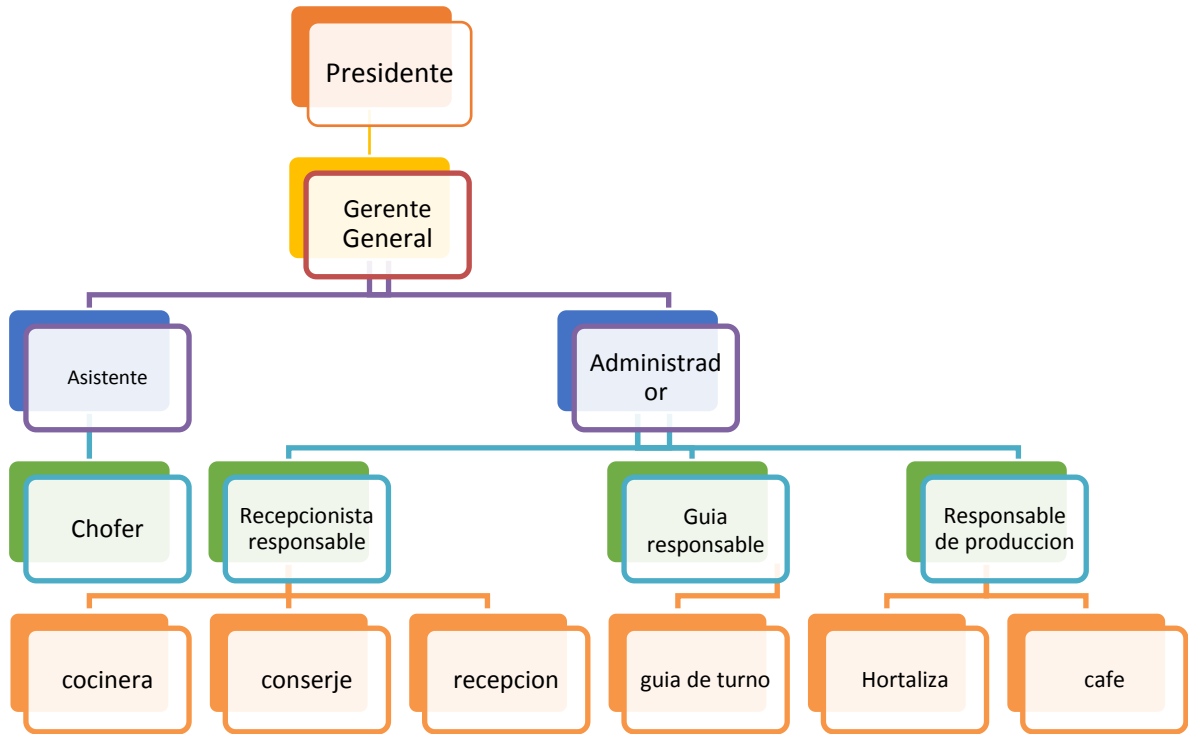 Presidente
Gerente
General
Asistente
Administrad
or
Chofer
Recepcionista
responsable
Guia
responsable
Responsable
de produccion
cocinera
conserje
recepcion
guia de turno
Hortaliza
cafe